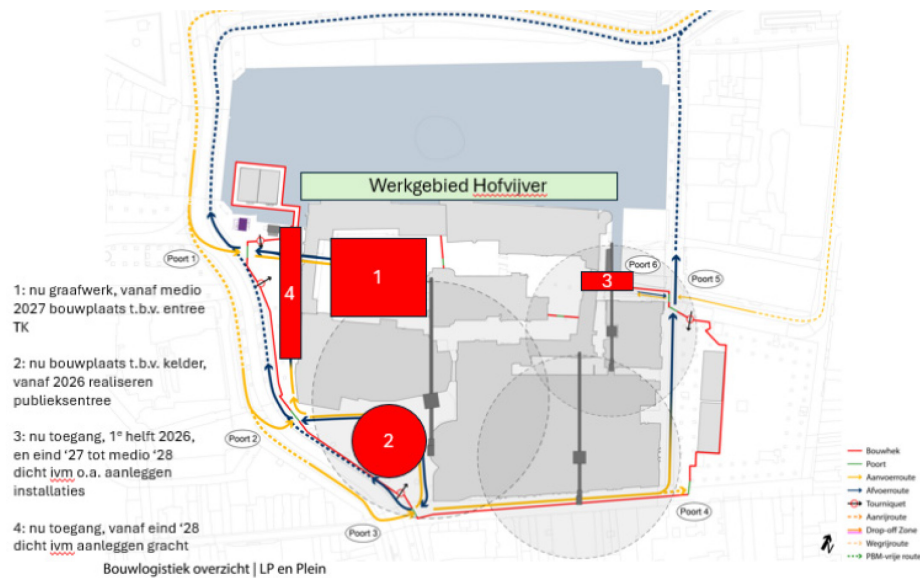 Werkgebied Hofvijver
Poort 1
Poort 6
Poort 5
1
3
4
1: nu graafwerk, vanaf medio
2027 bouwplaats t.b.v. entree
TK
2: nu bouwplaats t.b.v. kelder,
vanaf 2026 realiseren
publieksentree
Poort 2
2
3: nu toegang, 1e helft 2026,
en eind ‘27 tot medio ‘28
dicht ivm o.a. aanleggen
installaties
Poort 3
Poort 4
4: nu toegang, vanaf eind ‘28
dicht ivm aanleggen gracht
Bouwlogistiek overzicht | LP en Plein
Bouwhek
Poort
Aanvoerroute
Afvoerroute
Tourniquet
Aanrijroute
Drop-off Zone
Wegrijroute
PBM-vrije route